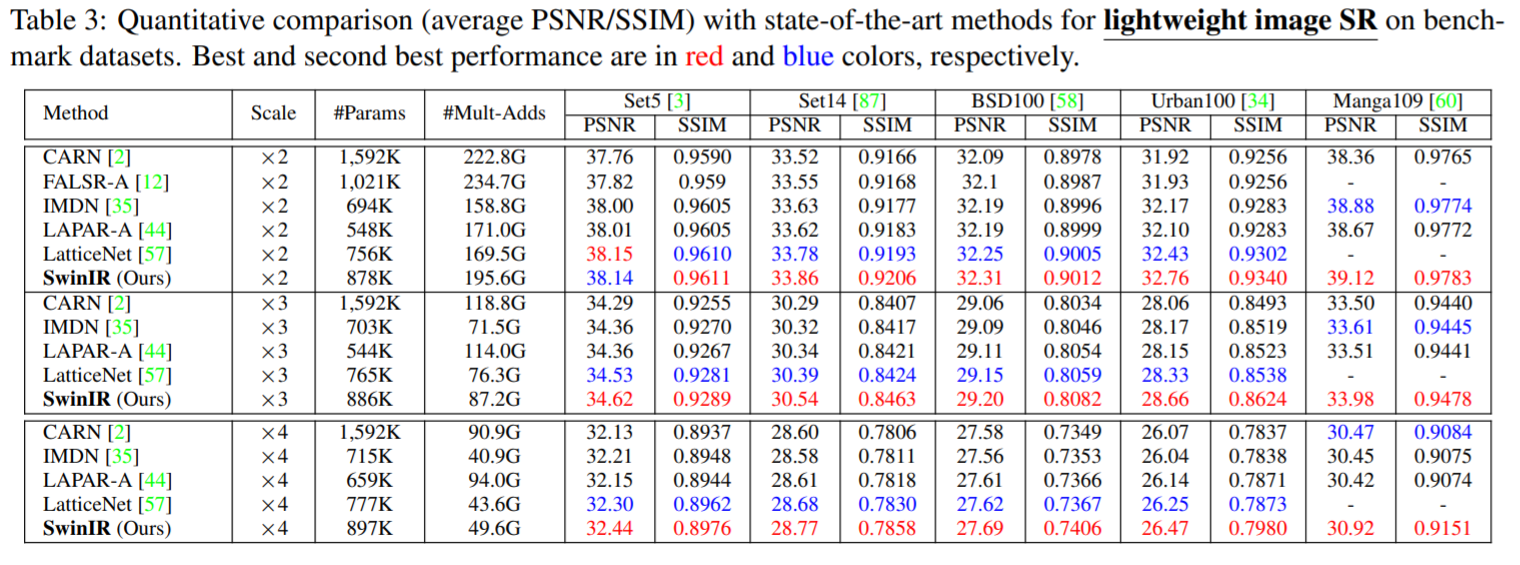 Table 3: Quantitative comparison (average PSNR/SSIM) with state-of-the-art methods for lightweight image SR on bench-
mark datasets. Best and second best performance are in red and blue colors, respectively.
Method Scale #Params #Mult-Adds Set5 [3] Set14 [87] BSD100 [58] Urban100 [34] Manga109 [60]
PSNR SSIM PSNR SSIM PSNR SSIM PSNR SSIM PSNR SSIM
CARN [2] ×2 1,592K 222.8G 37.76 0.9590 33.52 0.9166 32.09 0.8978 31.92 0.9256 38.36 0.9765
FALSR-A [12] ×2 1,021K 234.7G 37.82 0.959 33.55 0.9168 32.1 0.8987 31.93 0.9256 - -
IMDN [35] ×2 694K 158.8G 38.00 0.9605 33.63 0.9177 32.19 0.8996 32.17 0.9283 38.88 0.9774
LAPAR-A [44] ×2 548K 171.0G 38.01 0.9605 33.62 0.9183 32.19 0.8999 32.10 0.9283 38.67 0.9772
LatticeNet [57] ×2 756K 169.5G 38.15 0.9610 33.78 0.9193 32.25 0.9005 32.43 0.9302 - -
SwinIR (Ours) ×2 878K 195.6G 38.14 0.9611 33.86 0.9206 32.31 0.9012 32.76 0.9340 39.12 0.9783
CARN [2] ×3 1,592K 118.8G 34.29 0.9255 30.29 0.8407 29.06 0.8034 28.06 0.8493 33.50 0.9440
IMDN [35] ×3 703K 71.5G 34.36 0.9270 30.32 0.8417 29.09 0.8046 28.17 0.8519 33.61 0.9445
LAPAR-A [44] ×3 544K 114.0G 34.36 0.9267 30.34 0.8421 29.11 0.8054 28.15 0.8523 33.51 0.9441
LatticeNet [57] ×3 765K 76.3G 34.53 0.9281 30.39 0.8424 29.15 0.8059 28.33 0.8538 - -
SwinIR (Ours) ×3 886K 87.2G 34.62 0.9289 30.54 0.8463 29.20 0.8082 28.66 0.8624 33.98 0.9478
CARN [2] ×4 1,592K 90.9G 32.13 0.8937 28.60 0.7806 27.58 0.7349 26.07 0.7837 30.47 0.9084
IMDN [35] ×4 715K 40.9G 32.21 0.8948 28.58 0.7811 27.56 0.7353 26.04 0.7838 30.45 0.9075
LAPAR-A [44] ×4 659K 94.0G 32.15 0.8944 28.61 0.7818 27.61 0.7366 26.14 0.7871 30.42 0.9074
LatticeNet [57] ×4 777K 43.6G 32.30 0.8962 28.68 0.7830 27.62 0.7367 26.25 0.7873 - -
SwinIR (Ours) ×4 897K 49.6G 32.44 0.8976 28.77 0.7858 27.69 0.7406 26.47 0.7980 30.92 0.9151